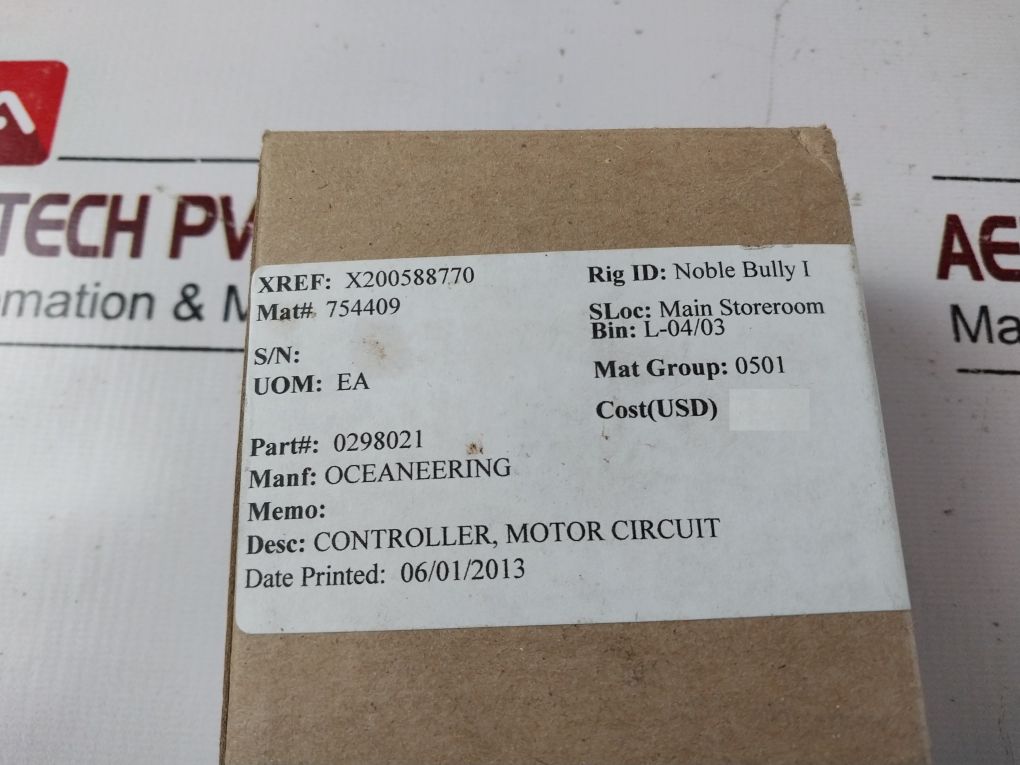 TECH PV
mation & M
AE
Ma
XREF: X200588770
Mat# 754409
S/N:
UOM: EA
Part#: 0298021
Manf: OCEANEERING
Memo:
Desc: CONTROLLER, MOTOR CIRCUIT
Date Printed: 06/01/2013
Rig ID: Noble Bully I
SLoc: Main Storeroom
Bin: L-04/03
Mat Group: 0501
Cost(USD)